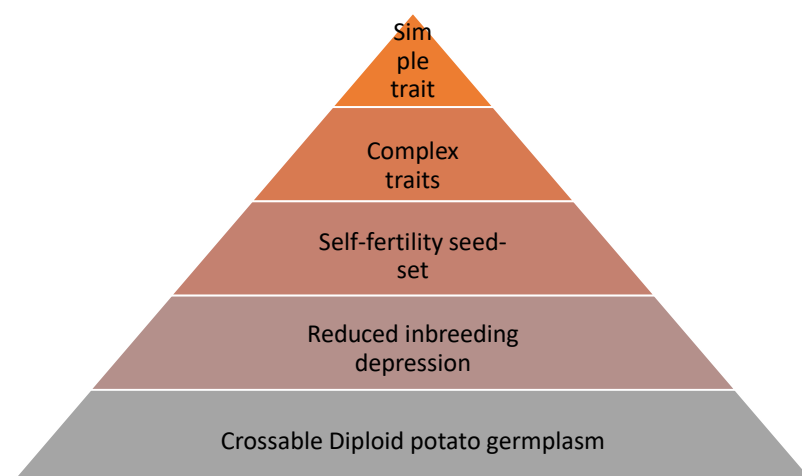 Sim
ple
trait
Complex
traits
Self-fertility seed-
set
Reduced inbreeding
depression
Crossable Diploid potato germplasm